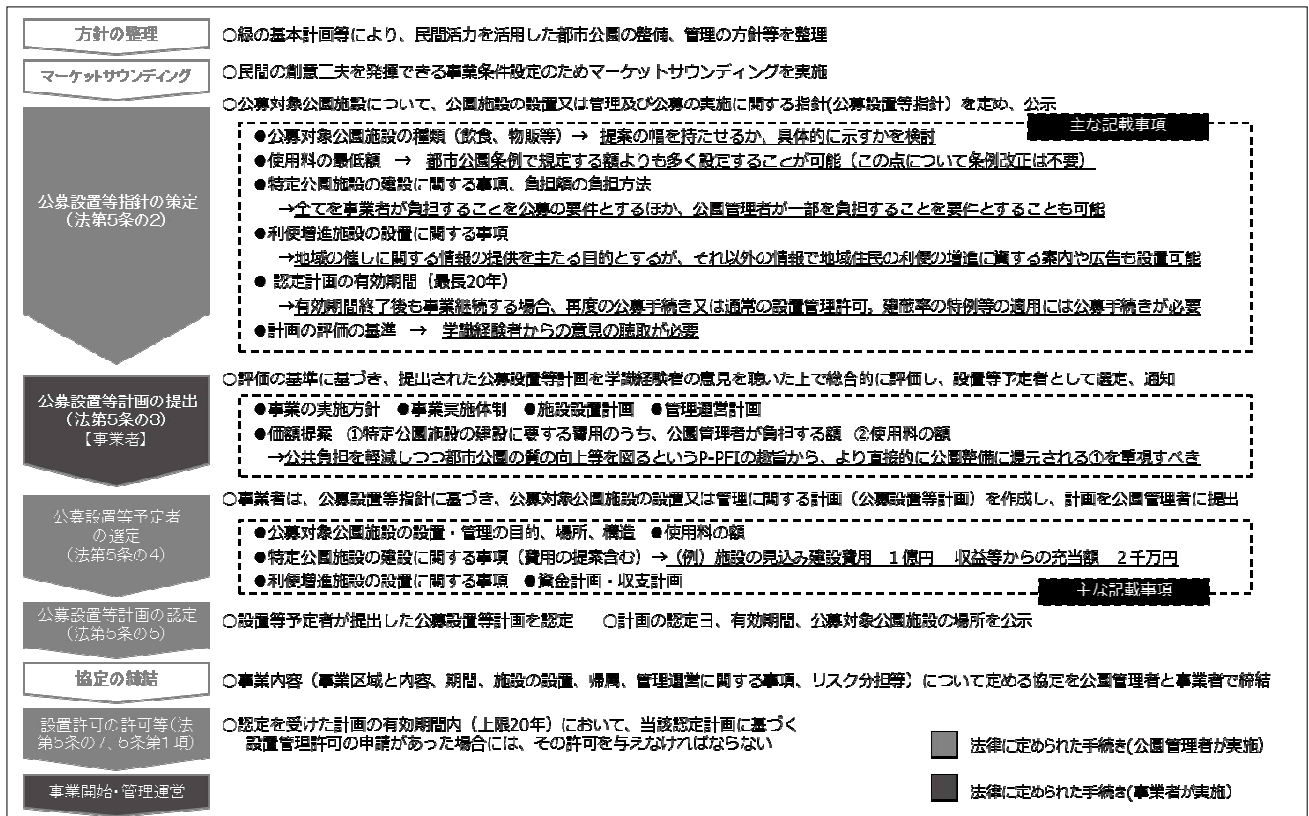 方針の整理
○緑の基本計画等により、民間活力を活用した都市公園の整備、管理の方針等を整理
マーケットサウンディング
○民間の創意工夫を発揮できる事業条件設定のためマーケットサウンディングを実施
公募設置等指針の策定
(法第5条の2)
○公募対象公園施設について、公園施設の設置又は管理及び公募の実施に関する指針(公募設置等指針)を定め、公示
主な記載事項
●公募対象公園施設の種類（飲食、物販等）→ 提案の幅を持たせるか、具体的に示すかを検討
●使用料の最低額 → 都市公園条例で規定する額よりも多く設定することが可能（この点について条例改正は不要）
●特定公園施設の建設に関する事項、負担額の負担方法
→全てを事業者が負担することを公募の要件とするほか、公園管理者が一部を負担することを要件とすることも可能
●利便増進施設の設置に関する事項
→地域の催しに関する情報の提供を主たる目的とするが、それ以外の情報で地域住民の利便の増進に資する案内や広告も設置可能
● 認定計画の有効期間（最長20年）
→有効期間終了後も事業継続する場合、再度の公募手続き又は通常の設置管理許可。建蔽率の特例等の適用には公募手続きが必要
●計画の評価の基準 → 学識経験者からの意見の聴取が必要
公募設置等計画の提出
(法第5条の3)
【事業者】
○評価の基準に基づき、提出された公募設置等計画を学識経験者の意見を聴いた上で総合的に評価し、設置等予定者として選定、通知
●事業の実施方針 ●事業実施体制 ●施設設置計画 ●管理運営計画
●価額提案 ①特定公園施設の建設に要する費用のうち、公園管理者が負担する額 ②使用料の額
→公共負担を軽減しつつ都市公園の質の向上等を図るというP-PFIの趣旨から、より直接的に公園整備に還元される①を重視すべき
公募設置等予定者
の選定
(法第5条の4)
○事業者は、公募設置等指針に基づき、公募対象公園施設の設置又は管理に関する計画（公募設置等計画）を作成し、計画を公園管理者に提出
●公募対象公園施設の設置・管理の目的、場所、構造 ●使用料の額
●特定公園施設の建設に関する事項（費用の提案含む）→（例）施設の見込み建設費用 1億円 収益等からの充当額 2千万円
●利便増進施設の設置に関する事項 ●資金計画・収支計画
主な記載事項
公募設置等計画の認定
(法第5条の5)
○設置等予定者が提出した公募設置等計画を認定 ○計画の認定日、有効期間、公募対象公園施設の場所を公示
協定の締結
○事業内容（事業区域と内容、期間、施設の設置、帰属、管理運営に関する事項、リスク分担等）について定める協定を公園管理者と事業者で締結
設置許可の許可等(法
第5条の7、5条第1項)
○認定を受けた計画の有効期間内（上限20年）において、当該認定計画に基づく
設置管理許可の申請があった場合には、その許可を与えなければならない
事業開始・管理運営
法律に定められた手続き(公園管理者が実施)
法律に定められた手続き(事業者が実施)